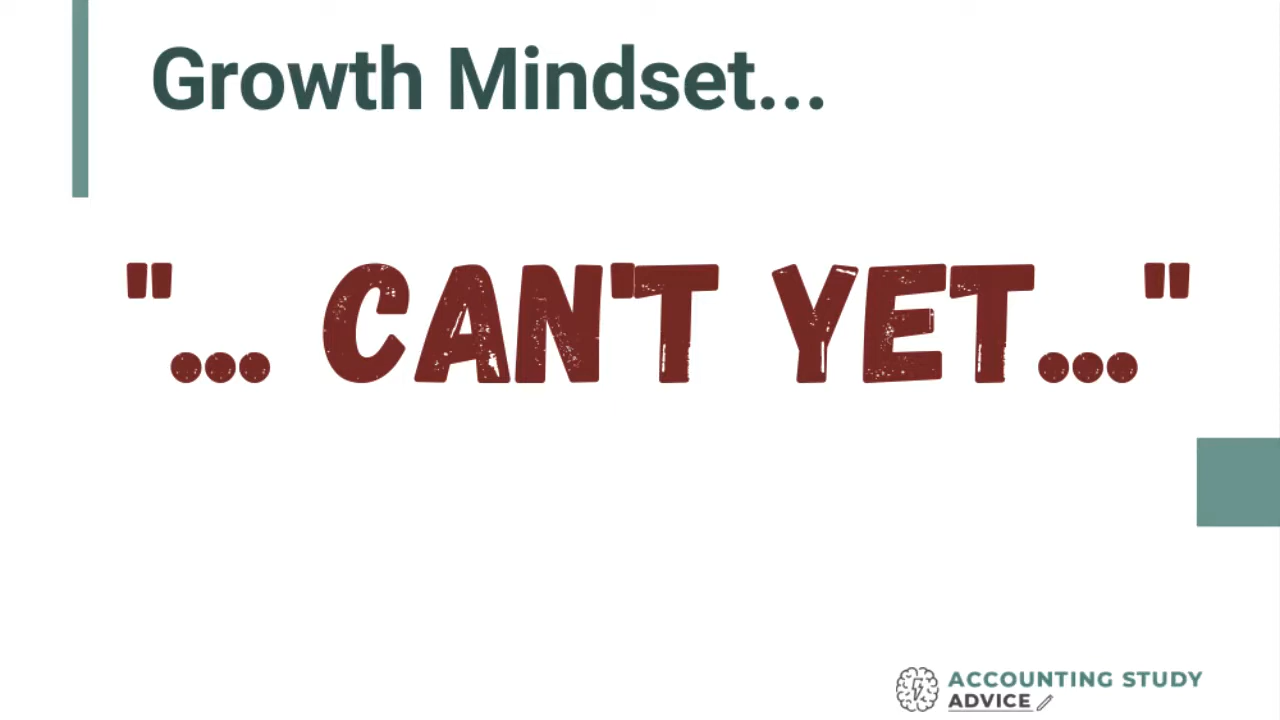 Growth Mindset...
"... CAN'T YET..."
ACCOUNTING STUDY
ADVICE